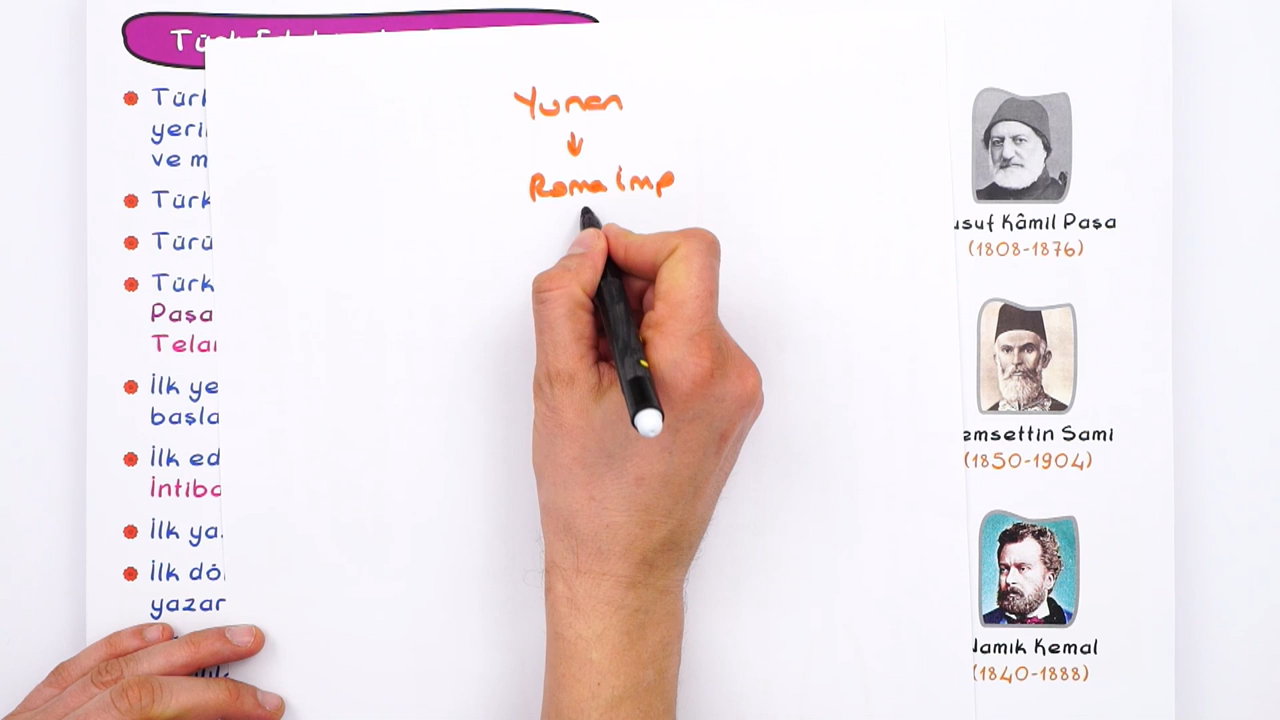 Yunan
↓
Roma İmp
Türk
yeri
ve m
Türk
Türü
Türk
Paşa
Telar
İlk ye
başla
İlk ed
İntiba
İlk ya
İlk dö
yazar
usuf Kâmil Paşa
(1808-1876)
emsettin Sami
(1850-1904)
Namık Kemal
(1840-1888)